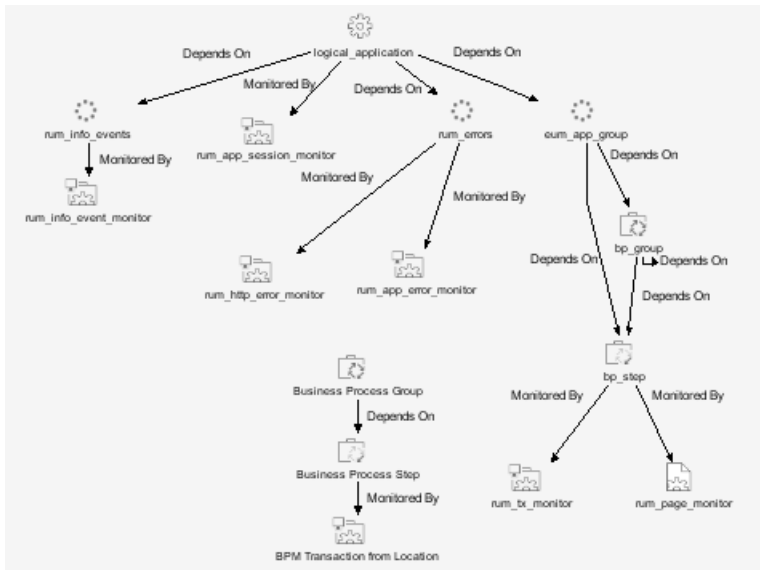 logical_application
Depends On
Depends On
Monitored By
Depends On
rum_info_events
rum_errors
eum_app_group
rum_app_session_monitor
Monitored By
Depends On
Monitored By
Monitored By
rum_info_event_monitor
bp_group
Depends On
Depends On
rum_http_error_monitor
rum_app_error_monitor
Depends On
bp_step
Business Process Group
Monitored By
Monitored By
Depends On
Business Process Step
Monitored By
rum_tx_monitor
rum_page_monitor
BPM Transaction from Location